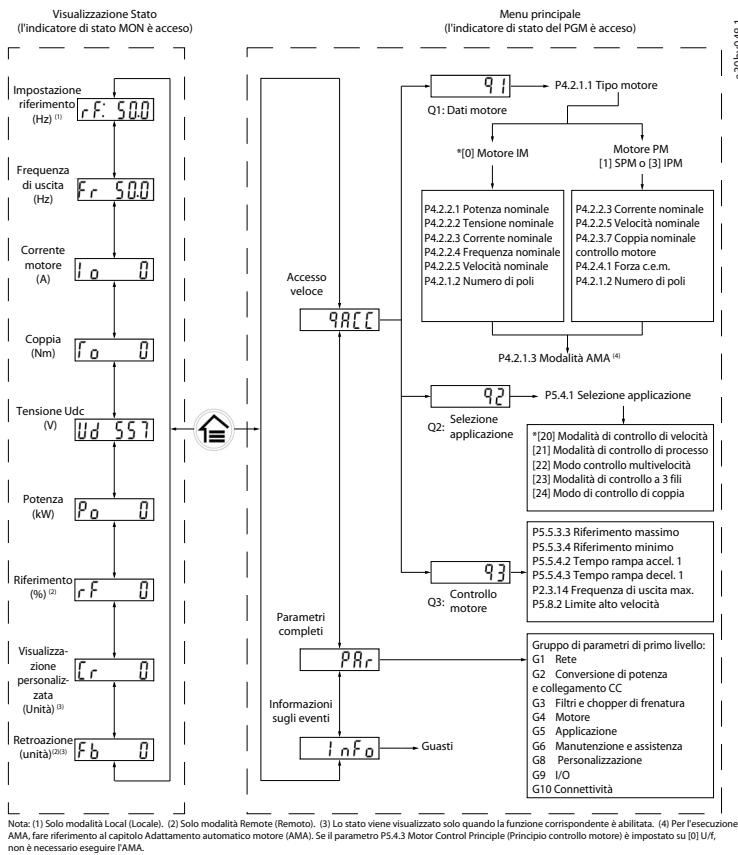 Visualizzazione Stato
(l'indicatore di stato MON è acceso)
Menu principale
(l'indicatore di stato del PGM è acceso)
Impostazione
riferimento
(Hz) (1)
rF: 50.0
Frequenza
di uscita
(Hz)
Fr 50.0
Corrente
motore
(A)
Io 0
Coppia
(Nm)
To 0
Tensione Udc
(V)
Ud 557
Potenza
(kW)
Po 0
Riferimento
(%) (2)
rF 0
Visualizza-
zione
personaliz-
zata
(Unità) (3)
Cr 0
Retroazione
(unità)(2)(3)
Fb 0
Accesso
veloce
qACC
Parametri
completi
PAr
Informazioni
sugli eventi
InFo
Guasti
q1
Q1: Dati motore
P4.2.1.1 Tipo motore
*[0] Motore IM
Motore PM
[1] SPM o [3] IPM
P4.2.2.1 Potenza nominale
P4.2.2.2 Tensione nominale
P4.2.2.3 Corrente nominale
P4.2.2.4 Frequenza nominale
P4.2.2.5 Velocità nominale
P4.2.1.2 Numero di poli
P4.2.2.3 Corrente nominale
P4.2.2.5 Velocità nominale
P4.2.3.7 Coppia nominale
controllo motore
P4.2.4.1 Forza c.e.m.
P4.2.1.2 Numero di poli
P4.2.1.3 Modalità AMA (4)
q2
Q2: Selezione
applicazione
P5.4.1 Selezione applicazione
*[20] Modalità di controllo di velocità
[21] Modalità di controllo di processo
[22] Modo controllo multivelocità
[23] Modalità di controllo a 3 fili
[24] Modo di controllo di coppia
q3
Q3: Controllo
motore
P5.5.3.3 Riferimento massimo
P5.5.3.4 Riferimento minimo
P5.5.4.2 Tempo rampa accel. 1
P5.5.4.3 Tempo rampa decel. 1
P2.3.14 Frequenza di uscita max.
P5.8.2 Limite alto velocità
Gruppo di parametri di primo livello:
G1 Rete
G2 Conversione di potenza
e collegamento CC
G3 Filtri e chopper di frenatura
G4 Motore
G5 Applicazione
G6 Manutenzione e assistenza
G8 Personalizzazione
G9 I/O
G10 Connettività
Nota: (1) Solo modalità Local (Locale). (2) Solo modalità Remote (Remoto). (3) Lo stato viene visualizzato solo quando la funzione corrispondente è abilitata. (4) Per l'esecuzione
AMA, fare riferimento al capitolo Adattamento automatico motore (AMA). Se il parametro P5.4.3 Motor Control Principle (Principio controllo motore) è impostato su [0] U/f,
non è necessario eseguire l'AMA.